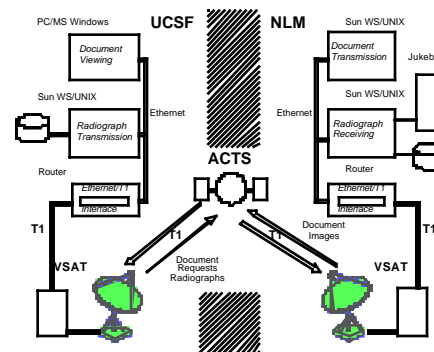 PC/MS Windows
UCSF
NLM
Sun WS/UNIX
Document
Viewing
Document
Transmission
Jukeb
Sun WS/UNIX
Ethernet
Ethernet
Sun WS/UNIX
Radiograph
Transmission
Radiograph
Receiving
ACTS
Router
Router
Ethernet/T1
Interface
Ethernet/T1
Interface
T1
T1
T1
T1
Document
Images
VSAT
VSAT
Document
Requests
Radiographs